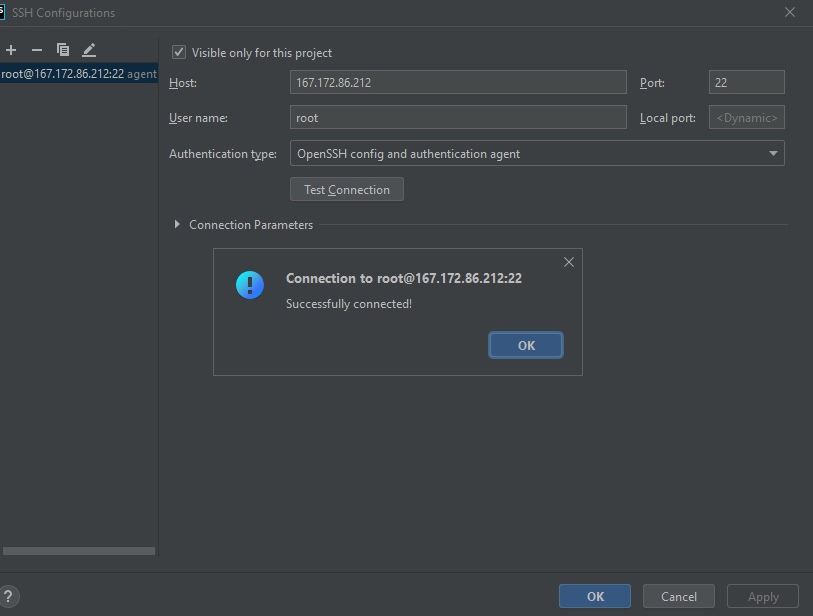 SSH Configurations
Visible only for this project
root@167.172.86.212:22 agent
Host: 167.172.86.212 Port: 22
User name: root Local port: <Dynamic>
Authentication type: OpenSSH config and authentication agent
Test Connection
Connection Parameters
Connection to root@167.172.86.212:22
Successfully connected!
OK
?
OK Cancel Apply